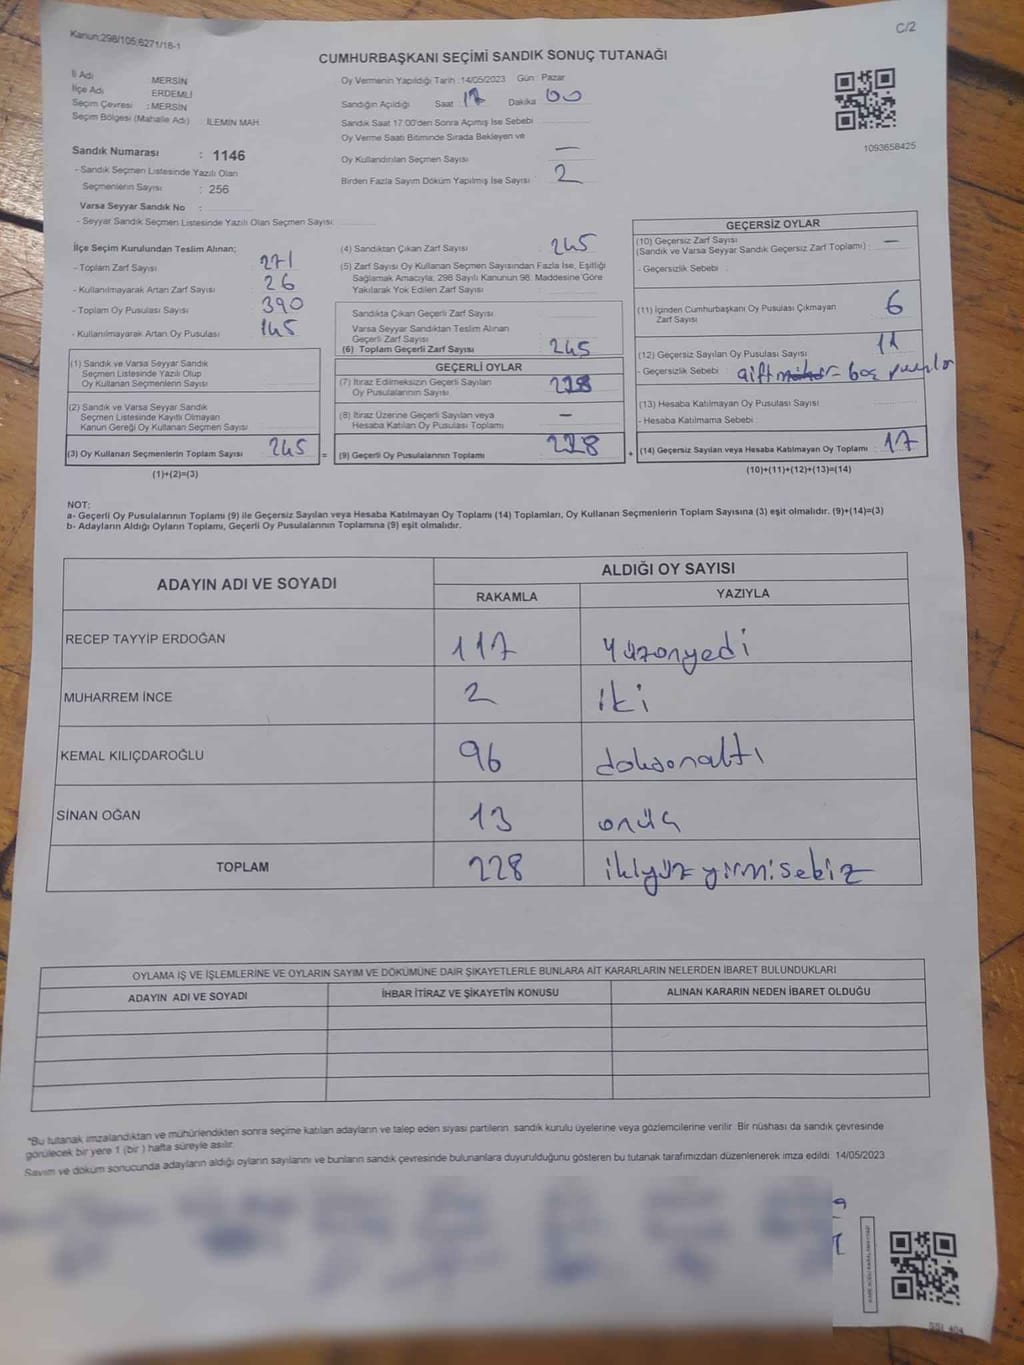 Kanun:298/105;6271/18-1
C/2
CUMHURBAŞKANI SEÇİMİ SANDIK SONUÇ TUTANAĞI
İl Adı MERSİN
İlçe Adı ERDEMLİ
Seçim Çevresi : MERSİN
Seçim Bölgesi (Mahalle Adı) : İLEMİN MAH.
Sandık Numarası : 1146
- Sandık Seçmen Listesinde Yazılı Olan
Seçmenlerin Sayısı : 256
Varsa Seyyar Sandık No :
- Seyyar Sandık Seçmen Listesinde Yazılı Olan Seçmen Sayısı:
Oy Vermenin Yapıldığı Tarih :14/05/2023 Gün : Pazar
Sandığın Açıldığı Saat 17 Dakika 00
Sandık Saat 17:00'den Sonra Açımış İse Sebebi
Oy Verme Saati Bitiminde Sırada Bekleyen ve
Oy Kullandırılan Seçmen Sayısı —
Birden Fazla Sayım Döküm Yapılmış İse Sayısı : 2
1093658425
İlçe Seçim Kurulundan Teslim Alınan;
- Toplam Zarf Sayısı : 271
- Kullanılmayarak Artan Zarf Sayısı : 26
- Toplam Oy Pusulası Sayısı : 390
- Kullanılmayarak Artan Oy Pusulası : 145
(1) Sandık ve Varsa Seyyar Sandık
Seçmen Listesinde Yazılı Olup
Oy Kullanan Seçmenlerin Sayısı
(2) Sandık ve Varsa Seyyar Sandık
Seçmen Listesinde Kayıtlı Olmayan
Kanun Gereği Oy Kullanan Seçmen Sayısı
(3) Oy Kullanan Seçmenlerin Toplam Sayısı 245 =
(1)+(2)=(3)
(4) Sandıktan Çıkan Zarf Sayısı : 245
(5) Zarf Sayısı Oy Kullanan Seçmen Sayısından Fazla İse, Eşitliği
Sağlamak Amacıyla, 298 Sayılı Kanunun 98. Maddesine Göre
Yakılarak Yok Edilen Zarf Sayısı :
Sandıkta Çıkan Geçerli Zarf Sayısı
Varsa Seyyar Sandıktan Teslim Alınan
Geçerli Zarf Sayısı
(6) Toplam Geçerli Zarf Sayısı : 245
GEÇERLİ OYLAR
(7) İtiraz Edilmeksizin Geçerli Sayılan
Oy Pusulalarının Sayısı : 228
(8) İtiraz Üzerine Geçerli Sayılan veya
Hesaba Katılan Oy Pusulası Toplamı : —
(9) Geçerli Oy Pusulalarının Toplamı : 228 +
GEÇERSİZ OYLAR
(10) Geçersiz Zarf Sayısı
(Sandık ve Varsa Seyyar Sandık Geçersiz Zarf Toplamı) : —
- Geçersizlik Sebebi :
(11) İçinden Cumhurbaşkanı Oy Pusulası Çıkmayan
Zarf Sayısı : 6
(12) Geçersiz Sayılan Oy Pusulası Sayısı : 11
- Geçersizlik Sebebi : çift
(13) Hesaba Katılmayan Oy Pusulası Sayısı :
- Hesaba Katılmama Sebebi
(14) Geçersiz Sayılan veya Hesaba Katılmayan Oy Toplamı : 17
(10)+(11)+(12)+(13)=(14)
NOT:
a- Geçerli Oy Pusulalarının Toplamı (9) ile Geçersiz Sayılan veya Hesaba Katılmayan Oy Toplamı (14) Toplamları, Oy Kullanan Seçmenlerin Toplam Sayısına (3) eşit olmalıdır. (9)+(14)=(3)
b- Adayların Aldığı Oyların Toplamı, Geçerli Oy Pusulalarının Toplamına (9) eşit olmalıdır.
ADAYIN ADI VE SOYADI ALDIĞI OY SAYISI
RAKAMLA YAZIYLA
RECEP TAYYİP ERDOĞAN 117 yüzonyedi
MUHARREM İNCE 2 iki
KEMAL KILIÇDAROĞLU 96 doksanaltı
SİNAN OĞAN 13 onüç
TOPLAM 228 ikiyüz yirmisekiz
OYLAMA İŞ VE İŞLEMLERİNE VE OYLARIN SAYIM VE DÖKÜMÜNE DAİR ŞİKAYETLERLE BUNLARA AİT KARARLARIN NELERDEN İBARET BULUNDUKLARI
ADAYIN ADI VE SOYADI İHBAR İTİRAZ VE ŞİKAYETİN KONUSU ALINAN KARARIN NEDEN İBARET OLDUĞU
"Bu tutanak imzalandıktan ve mühürlendikten sonra seçime katılan adayların ve talep eden siyasi partilerin sandık kurulu üyelerine veya gözlemcilerine verilir. Bir nüshası da sandık çevresinde
görülecek bir yere 1 (bir ) hafta süreyle asılır.
Sayım ve döküm sonucunda adayların aldığı oyların sayılarını ve bunların sandık çevresinde bulunanlara duyurulduğunu gösteren bu tutanak tarafımızdan düzenlenerek imza edildi. 14/05/2023